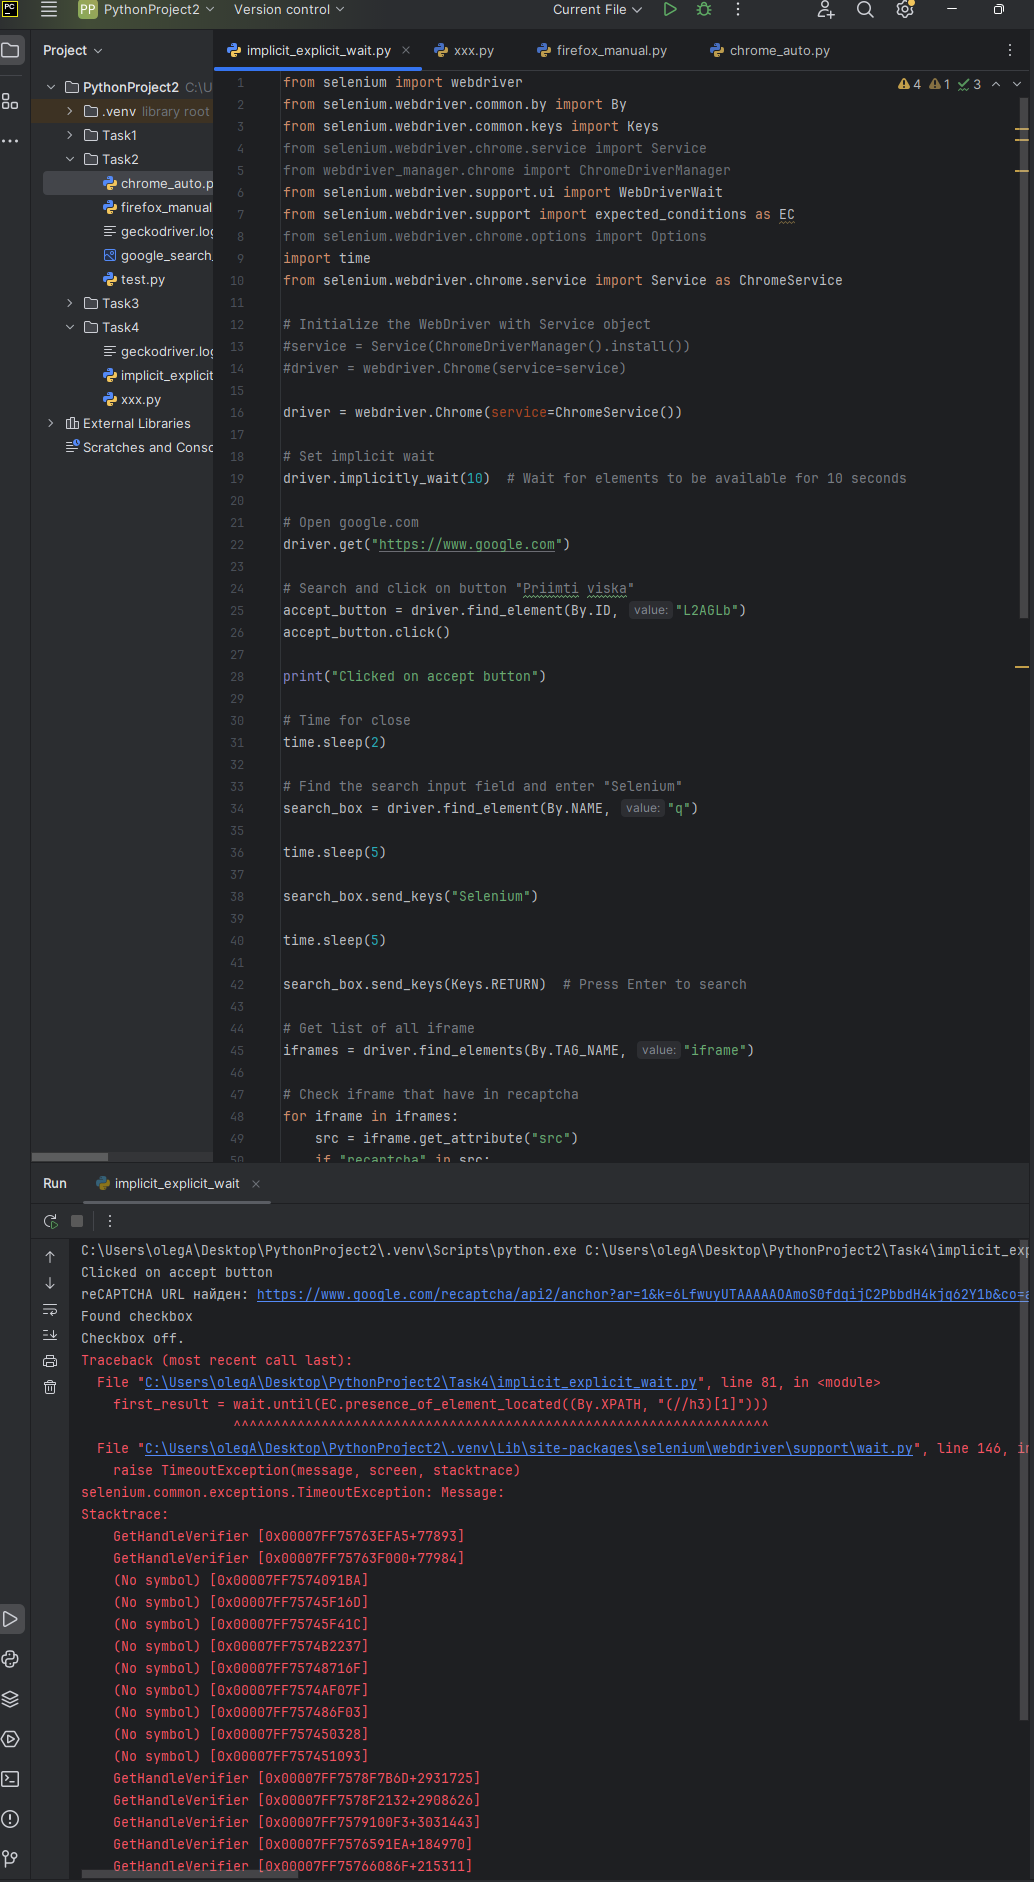 PC
PP PythonProject2
Version control
Current File
Project
implicit_explicit_wait.py
xxx.py
firefox_manual.py
chrome_auto.py
PythonProject2 C:\U
.venv library root
Task1
Task2
chrome_auto.p
firefox_manual
geckodriver.log
google_search_
test.py
Task3
Task4
geckodriver.log
implicit_explicit
xxx.py
External Libraries
Scratches and Consc
4 1 3
1 from selenium import webdriver
2 from selenium.webdriver.common.by import By
3 from selenium.webdriver.common.keys import Keys
4 from selenium.webdriver.chrome.service import Service
5 from webdriver_manager.chrome import ChromeDriverManager
6 from selenium.webdriver.support.ui import WebDriverWait
7 from selenium.webdriver.support import expected_conditions as EC
8 from selenium.webdriver.chrome.options import Options
9 import time
10 from selenium.webdriver.chrome.service import Service as ChromeService
11
12 # Initialize the WebDriver with Service object
13 #service = Service(ChromeDriverManager().install())
14 #driver = webdriver.Chrome(service=service)
15
16 driver = webdriver.Chrome(service=ChromeService())
17
18 # Set implicit wait
19 driver.implicitly_wait(10)  # Wait for elements to be available for 10 seconds
20
21 # Open google.com
22 driver.get("https://www.google.com")
23
24 # Search and click on button "Priimti viska"
25 accept_button = driver.find_element(By.ID, value: "L2AGLb")
26 accept_button.click()
27
28 print("Clicked on accept button")
29
30 # Time for close
31 time.sleep(2)
32
33 # Find the search input field and enter "Selenium"
34 search_box = driver.find_element(By.NAME, value: "q")
35
36 time.sleep(5)
37
38 search_box.send_keys("Selenium")
39
40 time.sleep(5)
41
42 search_box.send_keys(Keys.RETURN)  # Press Enter to search
43
44 # Get list of all iframe
45 iframes = driver.find_elements(By.TAG_NAME, value: "iframe")
46
47 # Check iframe that have in recaptcha
48 for iframe in iframes:
49     src = iframe.get_attribute("src")
50     if "recaptcha" in src:
Run
implicit_explicit_wait
C:\Users\olegA\Desktop\PythonProject2\.venv\Scripts\python.exe C:\Users\olegA\Desktop\PythonProject2\Task4\implicit_exp
Clicked on accept button
reCAPTCHA URL найден: https://www.google.com/recaptcha/api2/anchor?ar=1&k=6LfwuyUTAAAAAOAmoS0fdqijC2PbbdH4kjq62Y1b&co=a
Found checkbox
Checkbox off.
Traceback (most recent call last):
  File "C:\Users\olegA\Desktop\PythonProject2\Task4\implicit_explicit_wait.py", line 81, in <module>
    first_result = wait.until(EC.presence_of_element_located((By.XPATH, "(//h3)[1]")))
                   ^^^^^^^^^^^^^^^^^^^^^^^^^^^^^^^^^^^^^^^^^^^^^^^^^^^^^^^^^^^^^^^^^^^
  File "C:\Users\olegA\Desktop\PythonProject2\.venv\Lib\site-packages\selenium\webdriver\support\wait.py", line 146, in
    raise TimeoutException(message, screen, stacktrace)
selenium.common.exceptions.TimeoutException: Message:
Stacktrace:
    GetHandleVerifier [0x00007FF75763EFA5+77893]
    GetHandleVerifier [0x00007FF75763F000+77984]
    (No symbol) [0x00007FF7574091BA]
    (No symbol) [0x00007FF75745F16D]
    (No symbol) [0x00007FF75745F41C]
    (No symbol) [0x00007FF7574B2237]
    (No symbol) [0x00007FF75748716F]
    (No symbol) [0x00007FF7574AF07F]
    (No symbol) [0x00007FF757486F03]
    (No symbol) [0x00007FF757450328]
    (No symbol) [0x00007FF757451093]
    GetHandleVerifier [0x00007FF7578F7B6D+2931725]
    GetHandleVerifier [0x00007FF7578F2132+2908626]
    GetHandleVerifier [0x00007FF7579100F3+3031443]
    GetHandleVerifier [0x00007FF7576591EA+184970]
    GetHandleVerifier [0x00007FF75766086F+215311]